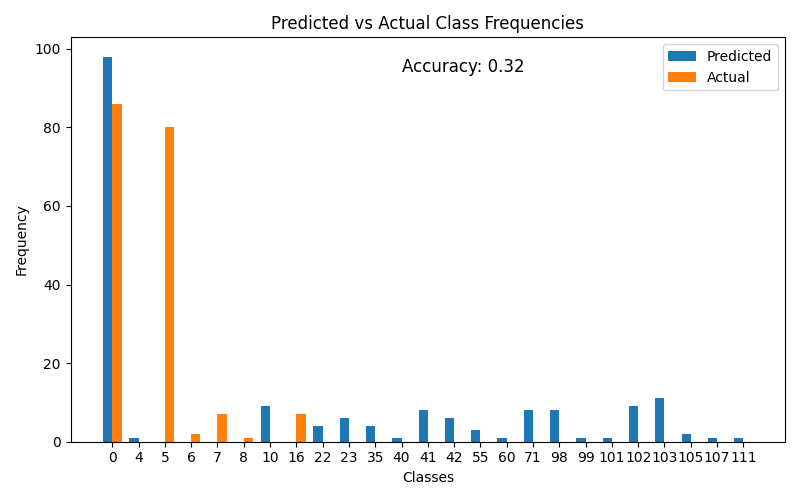 Predicted vs Actual Class Frequencies
Accuracy: 0.32
Predicted
Actual
Frequency
100
80
60
40
20
0
0 4 5 6 7 8 10 16 22 23 35 40 41 42 55 60 71 98 99 101 102 103 105 107 111
Classes